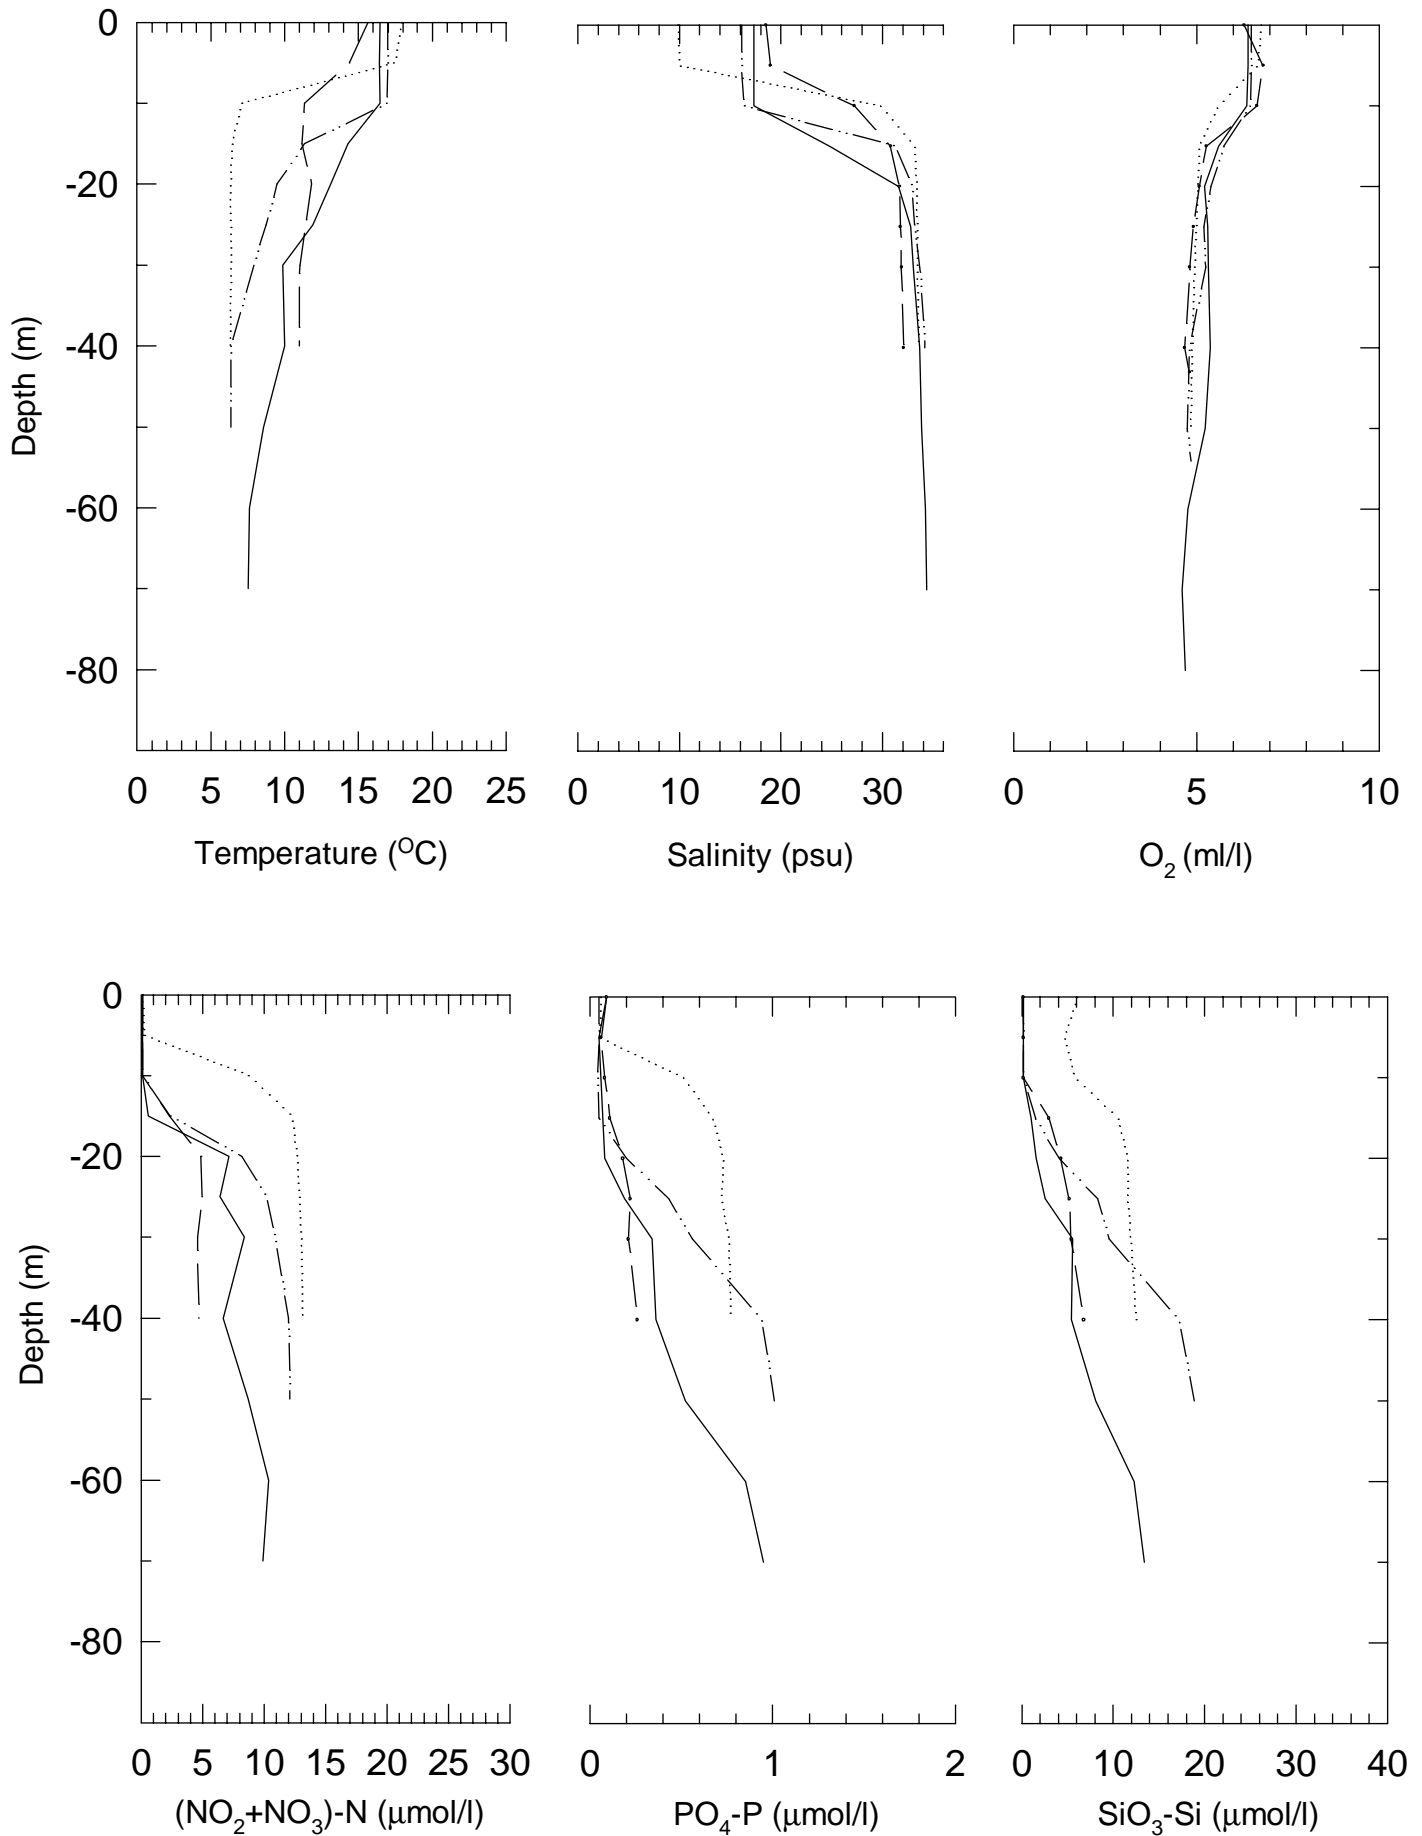 0
-20
-40
-60
-80
Depth (m)
0 5 10 15 20 25
Temperature (OC)
0 20 30
Salinity (psu)
0 5 10
O2 (ml/l)
0
-20
-40
-60
-80
Depth (m)
0 5 10 15 20 25 30
(NO2+NO3)-N (μmol/l)
0 1 2
PO4-P (μmol/l)
0 10 20 30 40
SiO3-Si (μmol/l)